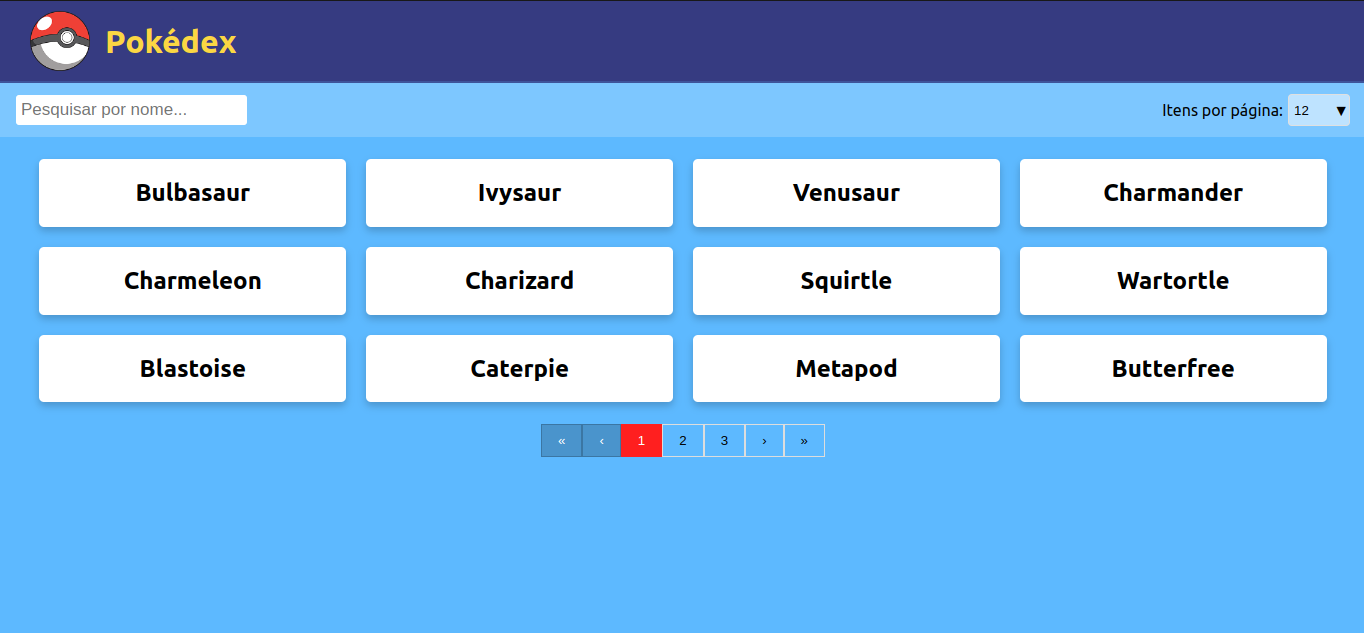 Pokédex
Pesquisar por nome...
Itens por página: 12
Bulbasaur Ivysaur Venusaur Charmander
Charmeleon Charizard Squirtle Wartortle
Blastoise Caterpie Metapod Butterfree
« ‹ 1 2 3 › »